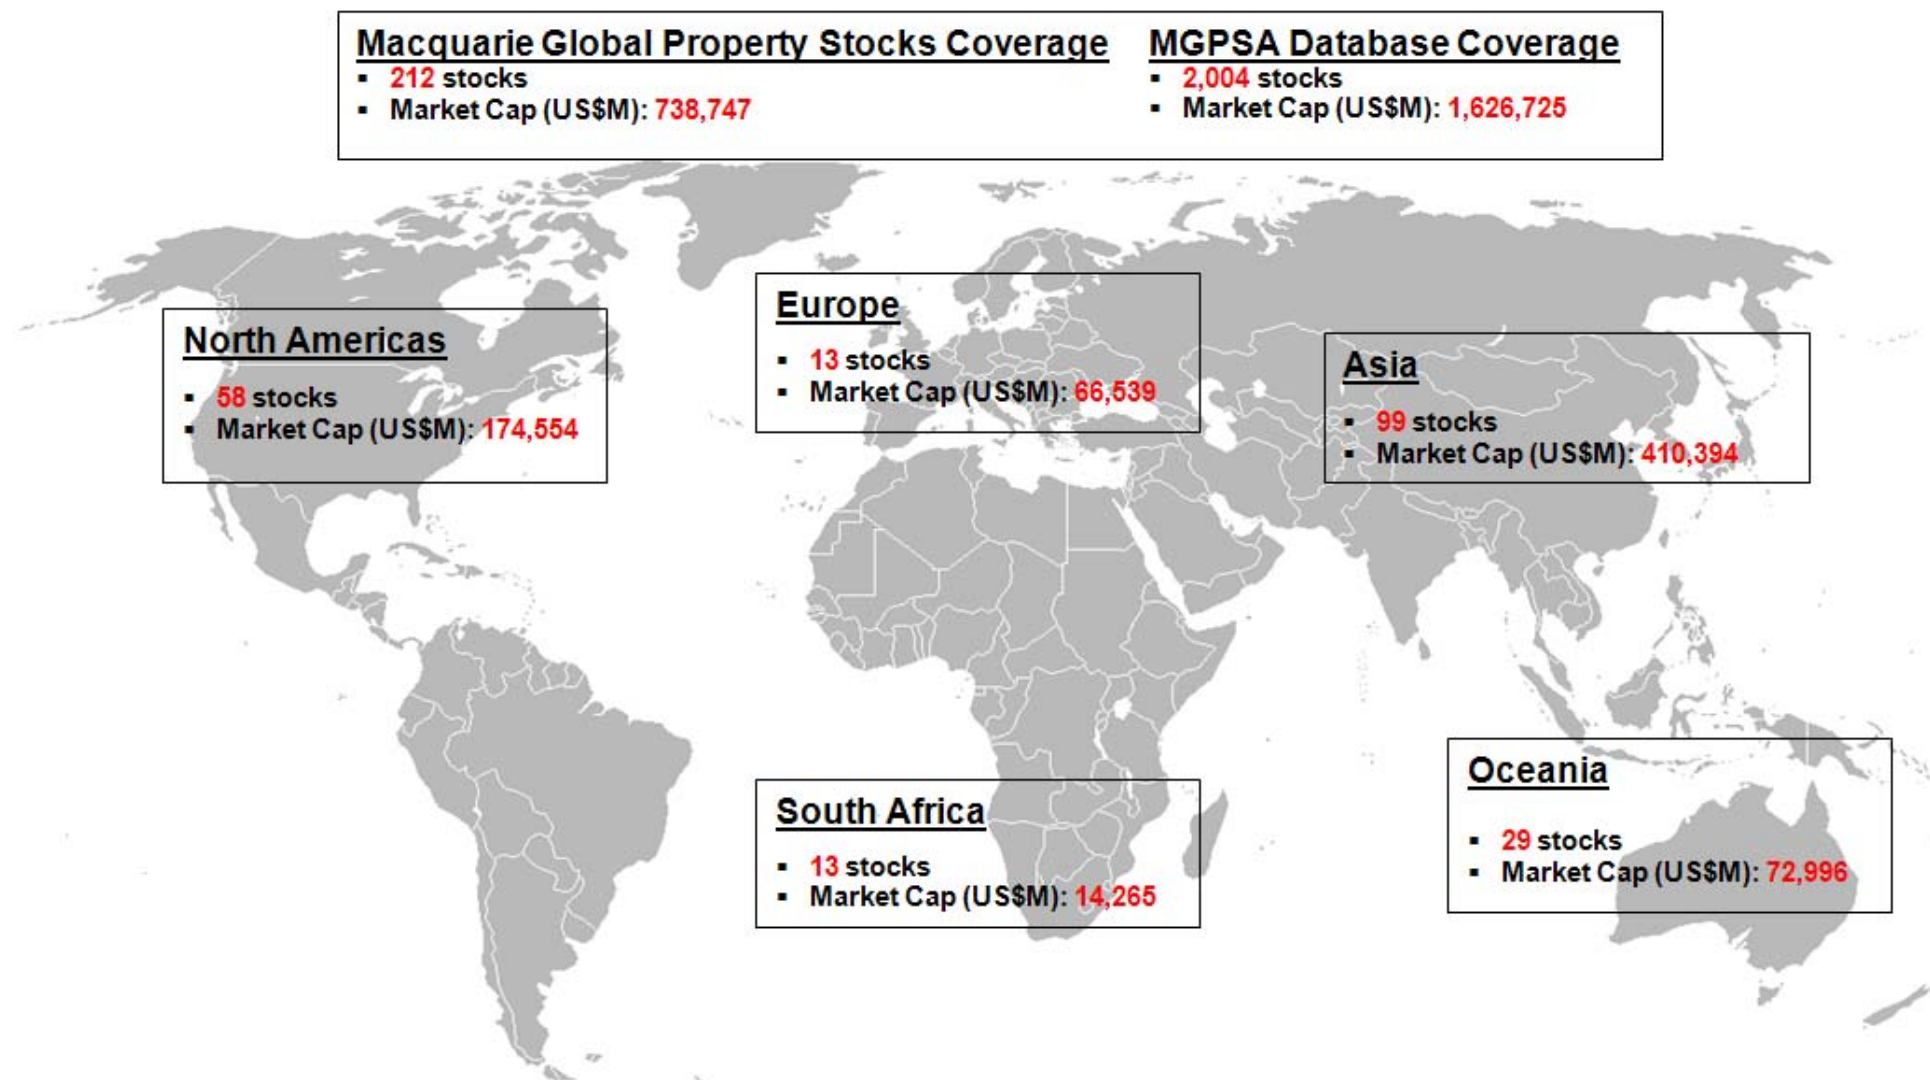 Macquarie Global Property Stocks Coverage
▪ 212 stocks
▪ Market Cap (US$M): 738,747
MGPSA Database Coverage
▪ 2,004 stocks
▪ Market Cap (US$M): 1,626,725
North Americas
▪ 58 stocks
▪ Market Cap (US$M): 174,554
Europe
▪ 13 stocks
▪ Market Cap (US$M): 66,539
Asia
▪ 99 stocks
▪ Market Cap (US$M): 410,394
South Africa
▪ 13 stocks
▪ Market Cap (US$M): 14,265
Oceania
▪ 29 stocks
▪ Market Cap (US$M): 72,996